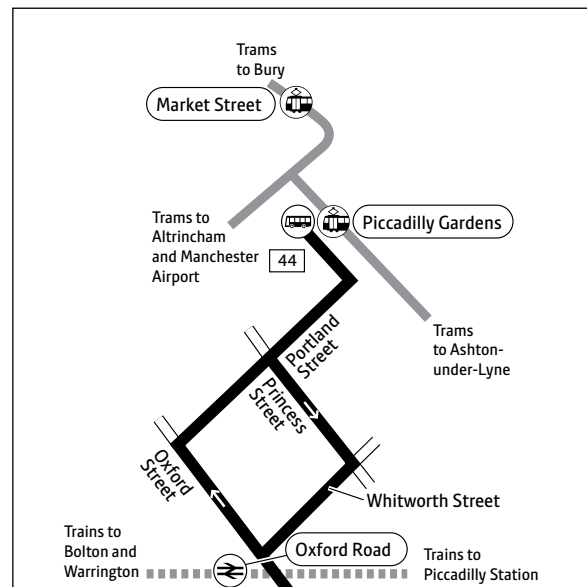 Trams
to Bury
Market Street
Trams to
Altrincham
and Manchester
Airport
Piccadilly Gardens
44
Trams
to Ashton-
under-Lyne
Portland
Street
Princess
Street
Oxford
Street
Whitworth Street
Trains to
Bolton and
Warrington
Oxford Road
Trains to
Piccadilly Station